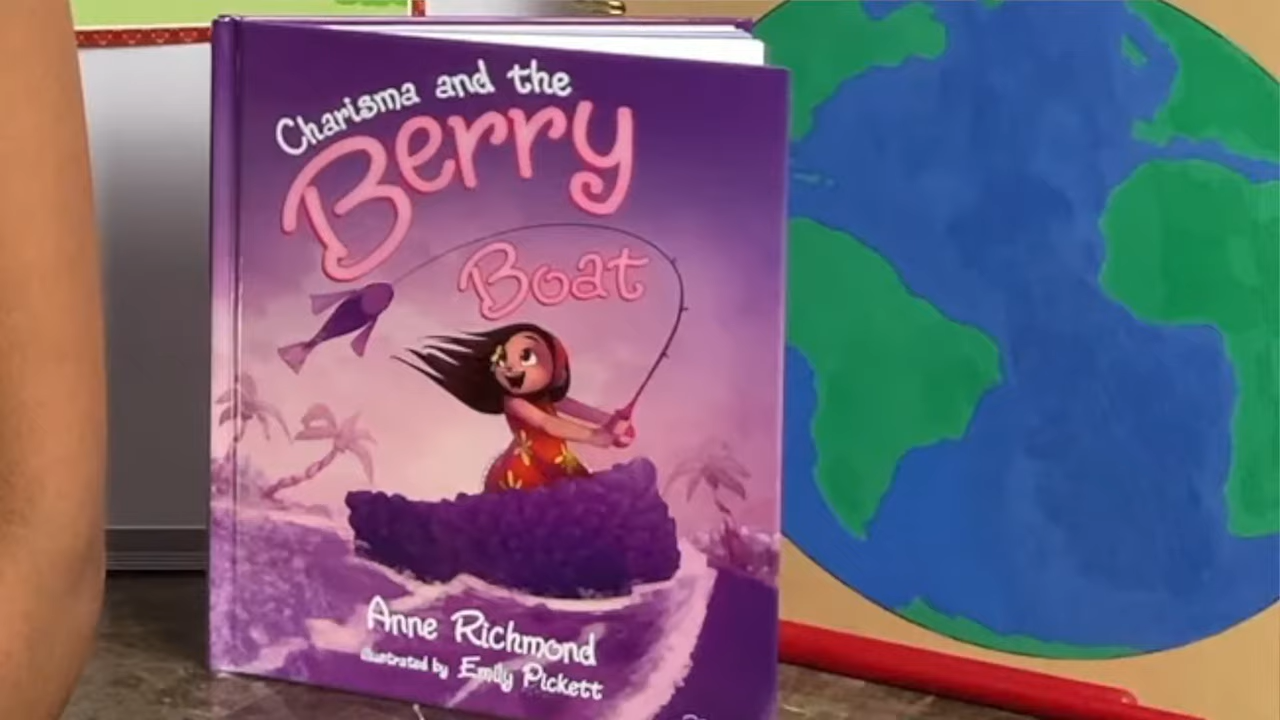 Charisma and the
Berry
Boat
Anne Richmond
illustrated by Emily Pickett